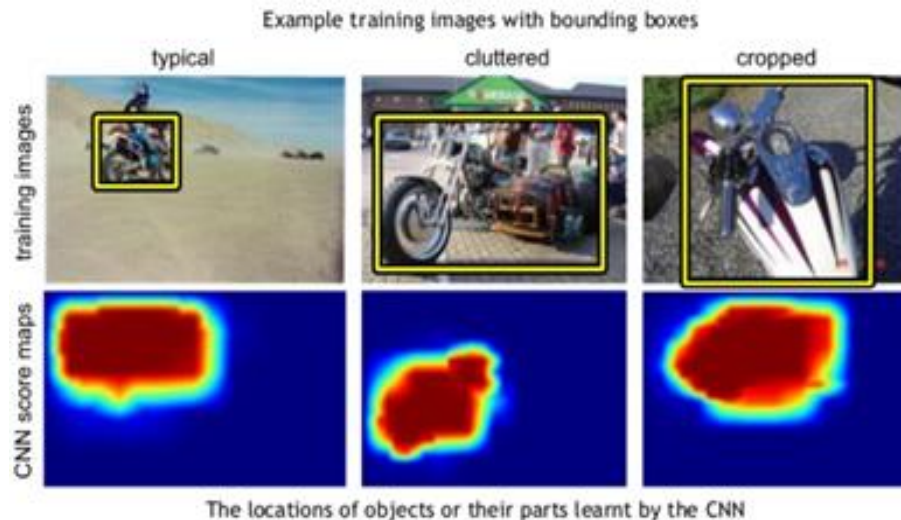 Example training images with bounding boxes
typical
cluttered
cropped
training images
CNN score maps
The locations of objects or their parts learnt by the CNN